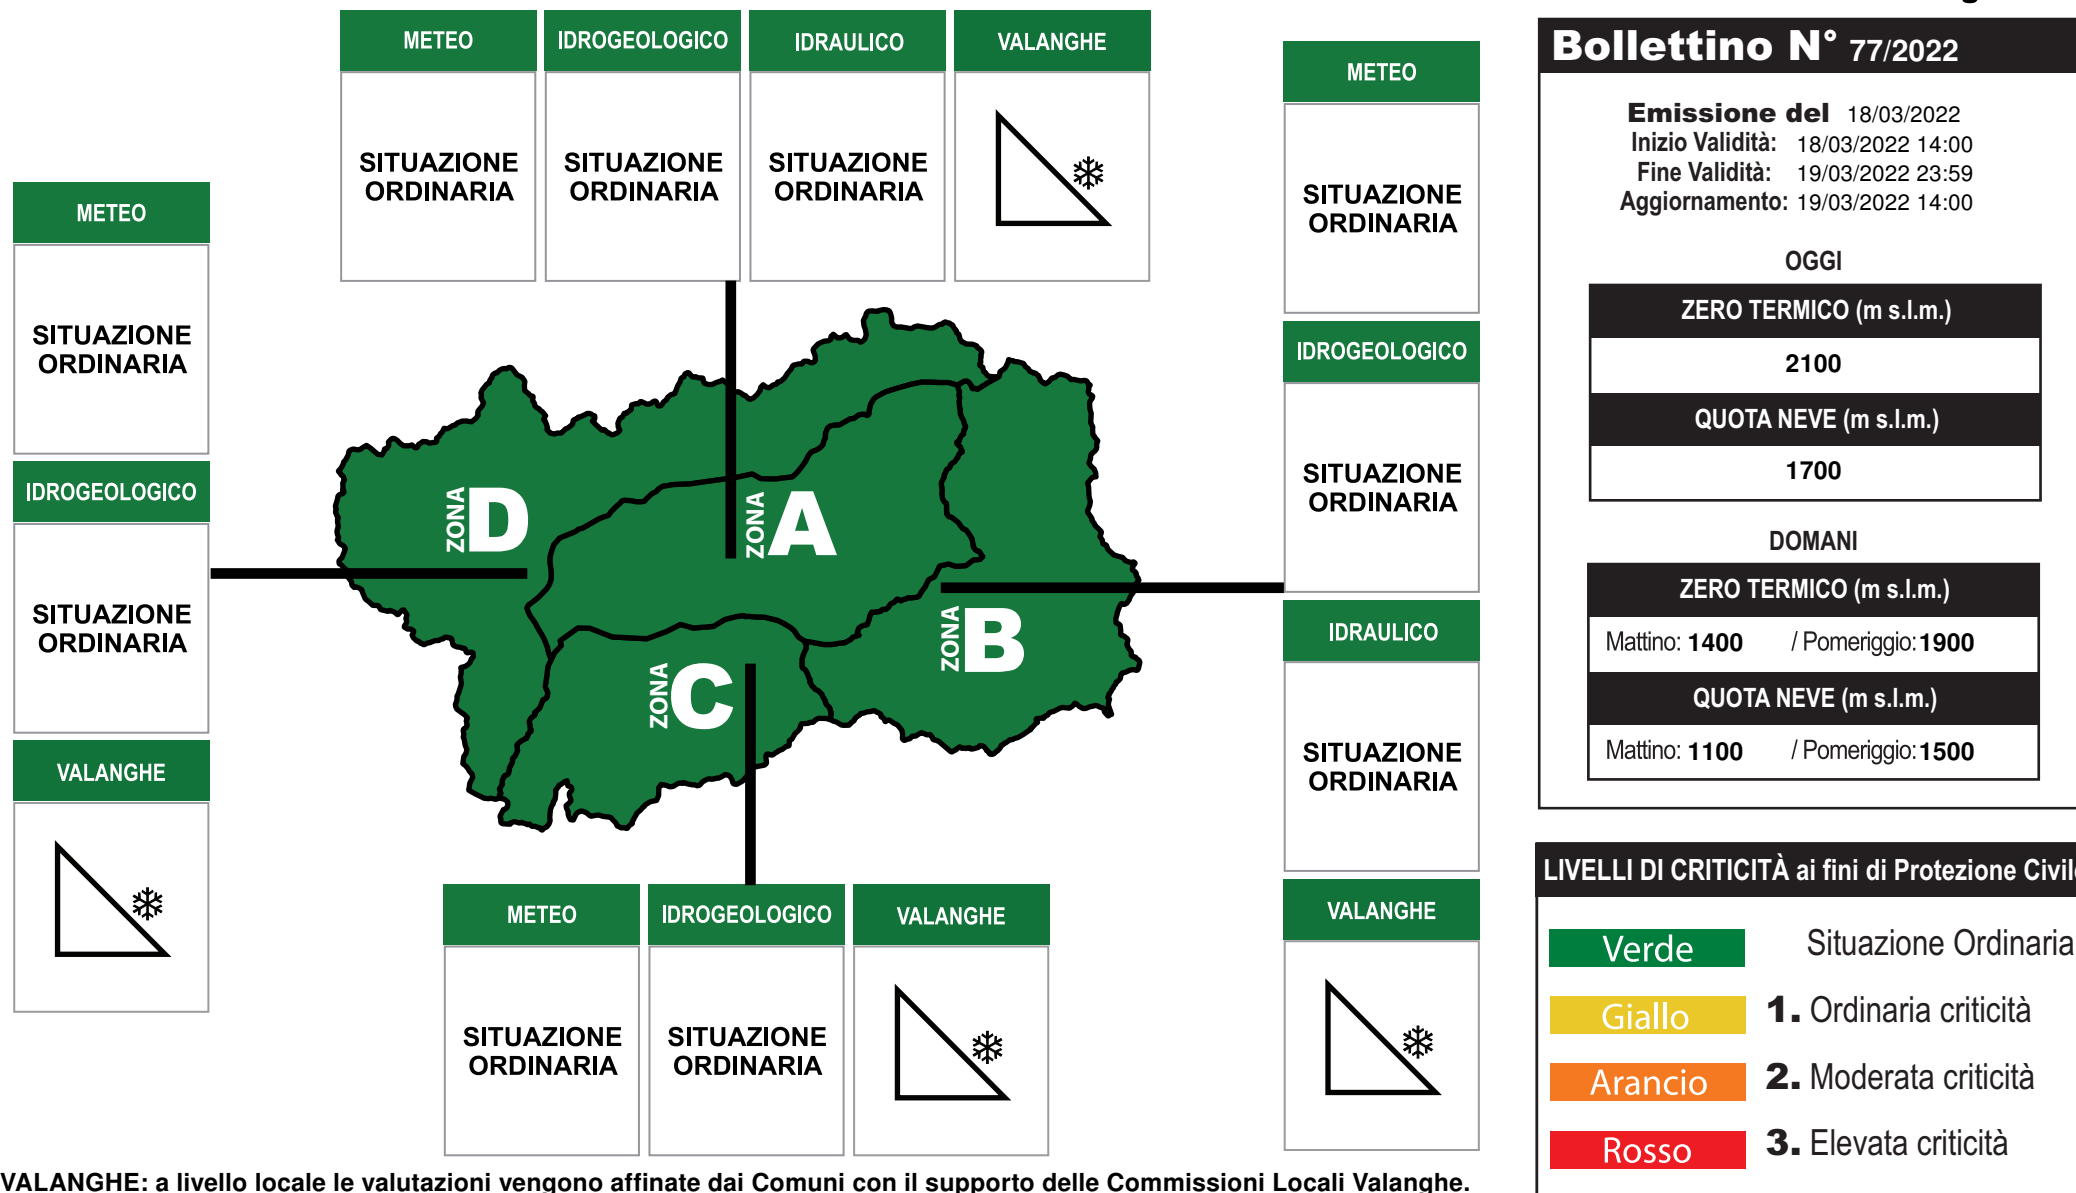 METEO
SITUAZIONE
ORDINARIA
IDROGEOLOGICO
SITUAZIONE
ORDINARIA
IDRAULICO
SITUAZIONE
ORDINARIA
VALANGHE
METEO
SITUAZIONE
ORDINARIA
IDROGEOLOGICO
SITUAZIONE
ORDINARIA
VALANGHE
ZONA D
ZONA A
ZONA B
ZONA C
METEO
SITUAZIONE
ORDINARIA
IDROGEOLOGICO
SITUAZIONE
ORDINARIA
IDRAULICO
SITUAZIONE
ORDINARIA
VALANGHE
METEO
SITUAZIONE
ORDINARIA
IDROGEOLOGICO
SITUAZIONE
ORDINARIA
VALANGHE
VALANGHE: a livello locale le valutazioni vengono affinate dai Comuni con il supporto delle Commissioni Locali Valanghe.
Bollettino N° 77/2022
Emissione del 18/03/2022
Inizio Validità: 18/03/2022 14:00
Fine Validità: 19/03/2022 23:59
Aggiornamento: 19/03/2022 14:00
OGGI
ZERO TERMICO (m s.l.m.)
2100
QUOTA NEVE (m s.l.m.)
1700
DOMANI
ZERO TERMICO (m s.l.m.)
Mattino: 1400 / Pomeriggio: 1900
QUOTA NEVE (m s.l.m.)
Mattino: 1100 / Pomeriggio: 1500
LIVELLI DI CRITICITÀ ai fini di Protezione Civile
Verde Situazione Ordinaria
Giallo 1. Ordinaria criticità
Arancio 2. Moderata criticità
Rosso 3. Elevata criticità